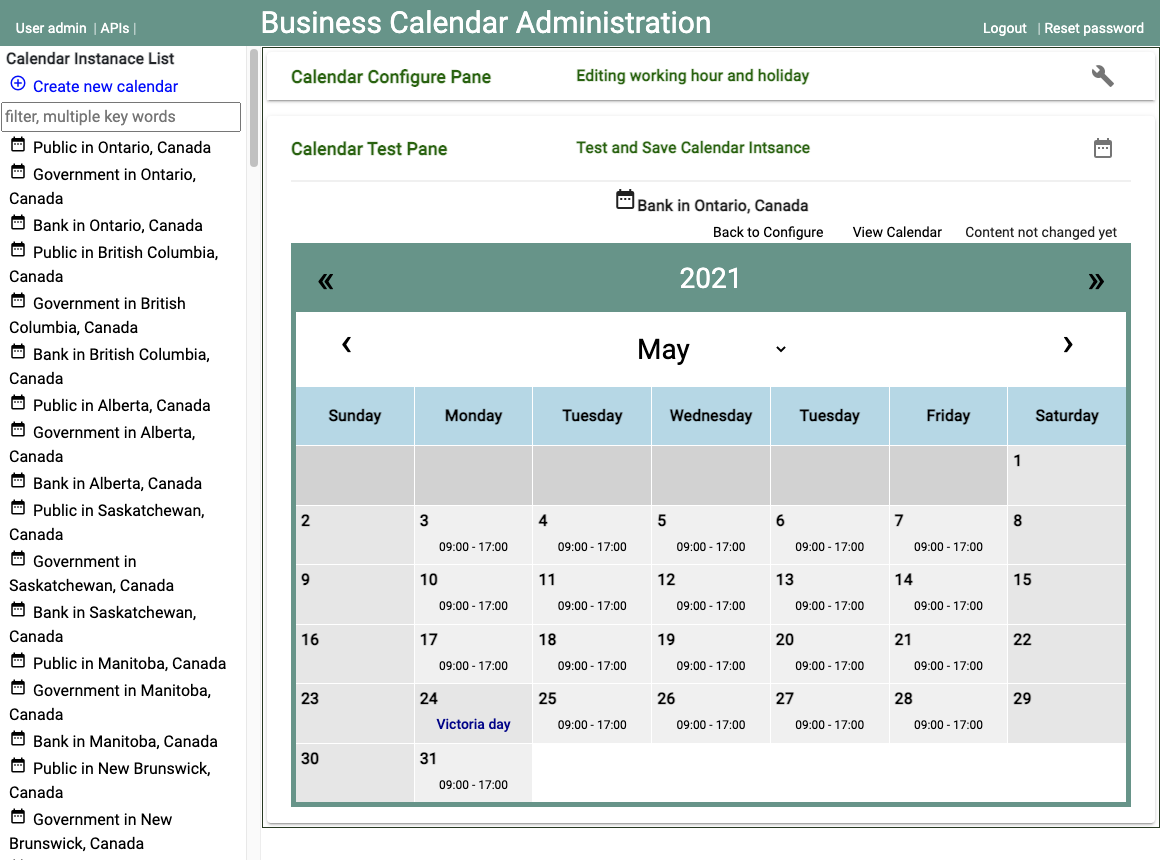 User admin | APIs |
Business Calendar Administration
Logout | Reset password
Calendar Instanace List
Create new calendar
filter, multiple key words
Public in Ontario, Canada
Government in Ontario,
Canada
Bank in Ontario, Canada
Public in British Columbia,
Canada
Government in British
Columbia, Canada
Bank in British Columbia,
Canada
Public in Alberta, Canada
Government in Alberta,
Canada
Bank in Alberta, Canada
Public in Saskatchewan,
Canada
Government in
Saskatchewan, Canada
Bank in Saskatchewan,
Canada
Public in Manitoba, Canada
Government in Manitoba,
Canada
Bank in Manitoba, Canada
Public in New Brunswick,
Canada
Government in New
Brunswick, Canada
Calendar Configure Pane
Editing working hour and holiday
Calendar Test Pane
Test and Save Calendar Intsance
Bank in Ontario, Canada
Back to Configure View Calendar Content not changed yet
« 2021 »
‹ May ›
Sunday Monday Tuesday Wednesday Tuesday Friday Saturday
1
2 3 4 5 6 7 8
09:00 - 17:00 09:00 - 17:00 09:00 - 17:00 09:00 - 17:00 09:00 - 17:00
9 10 11 12 13 14 15
09:00 - 17:00 09:00 - 17:00 09:00 - 17:00 09:00 - 17:00 09:00 - 17:00
16 17 18 19 20 21 22
09:00 - 17:00 09:00 - 17:00 09:00 - 17:00 09:00 - 17:00 09:00 - 17:00
23 24 25 26 27 28 29
Victoria day 09:00 - 17:00 09:00 - 17:00 09:00 - 17:00 09:00 - 17:00
30 31
09:00 - 17:00